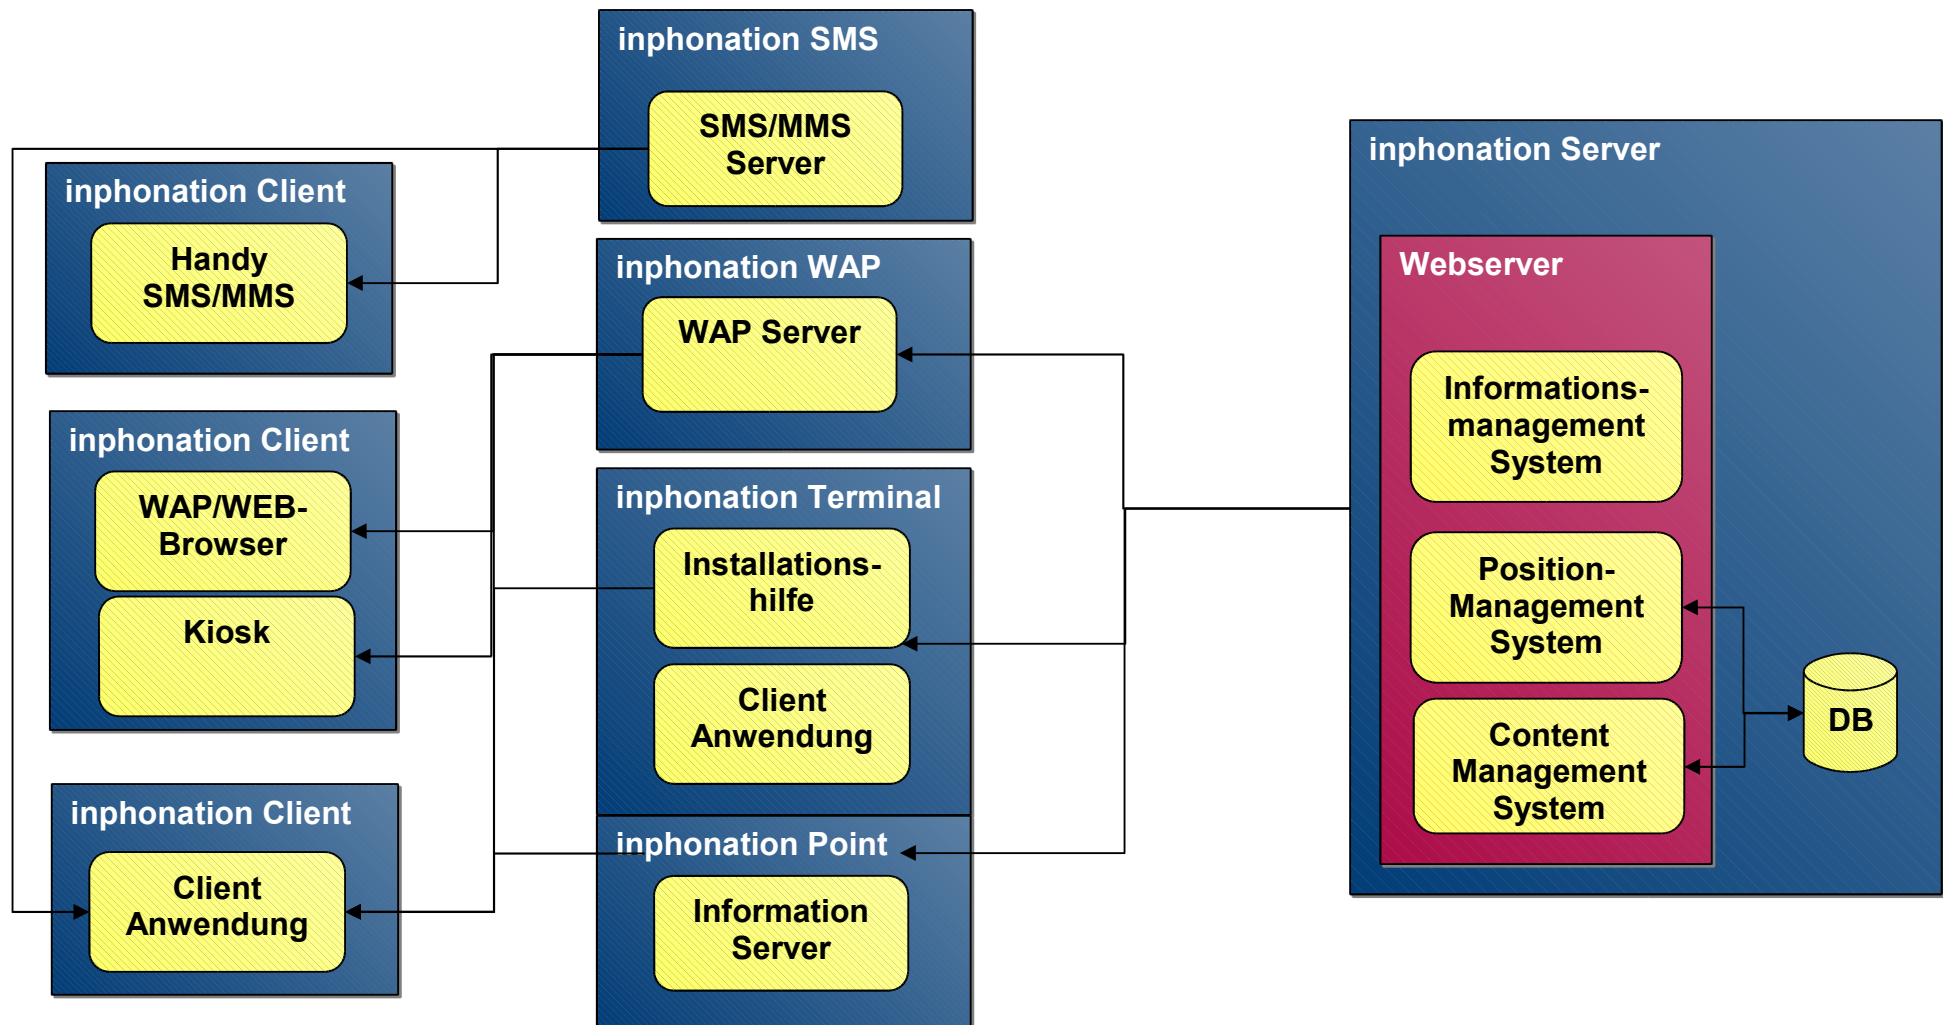 inphonation SMS
SMS/MMS
Server
inphonation Client
Handy
SMS/MMS
inphonation Client
WAP/WEB-
Browser
Kiosk
inphonation Client
Client
Anwendung
inphonation WAP
WAP Server
inphonation Terminal
Installations-
hilfe
Client
Anwendung
inphonation Point
Information
Server
inphonation Server
Webserver
Informations-
management
System
Position-
Management
System
Content
Management
System
DB